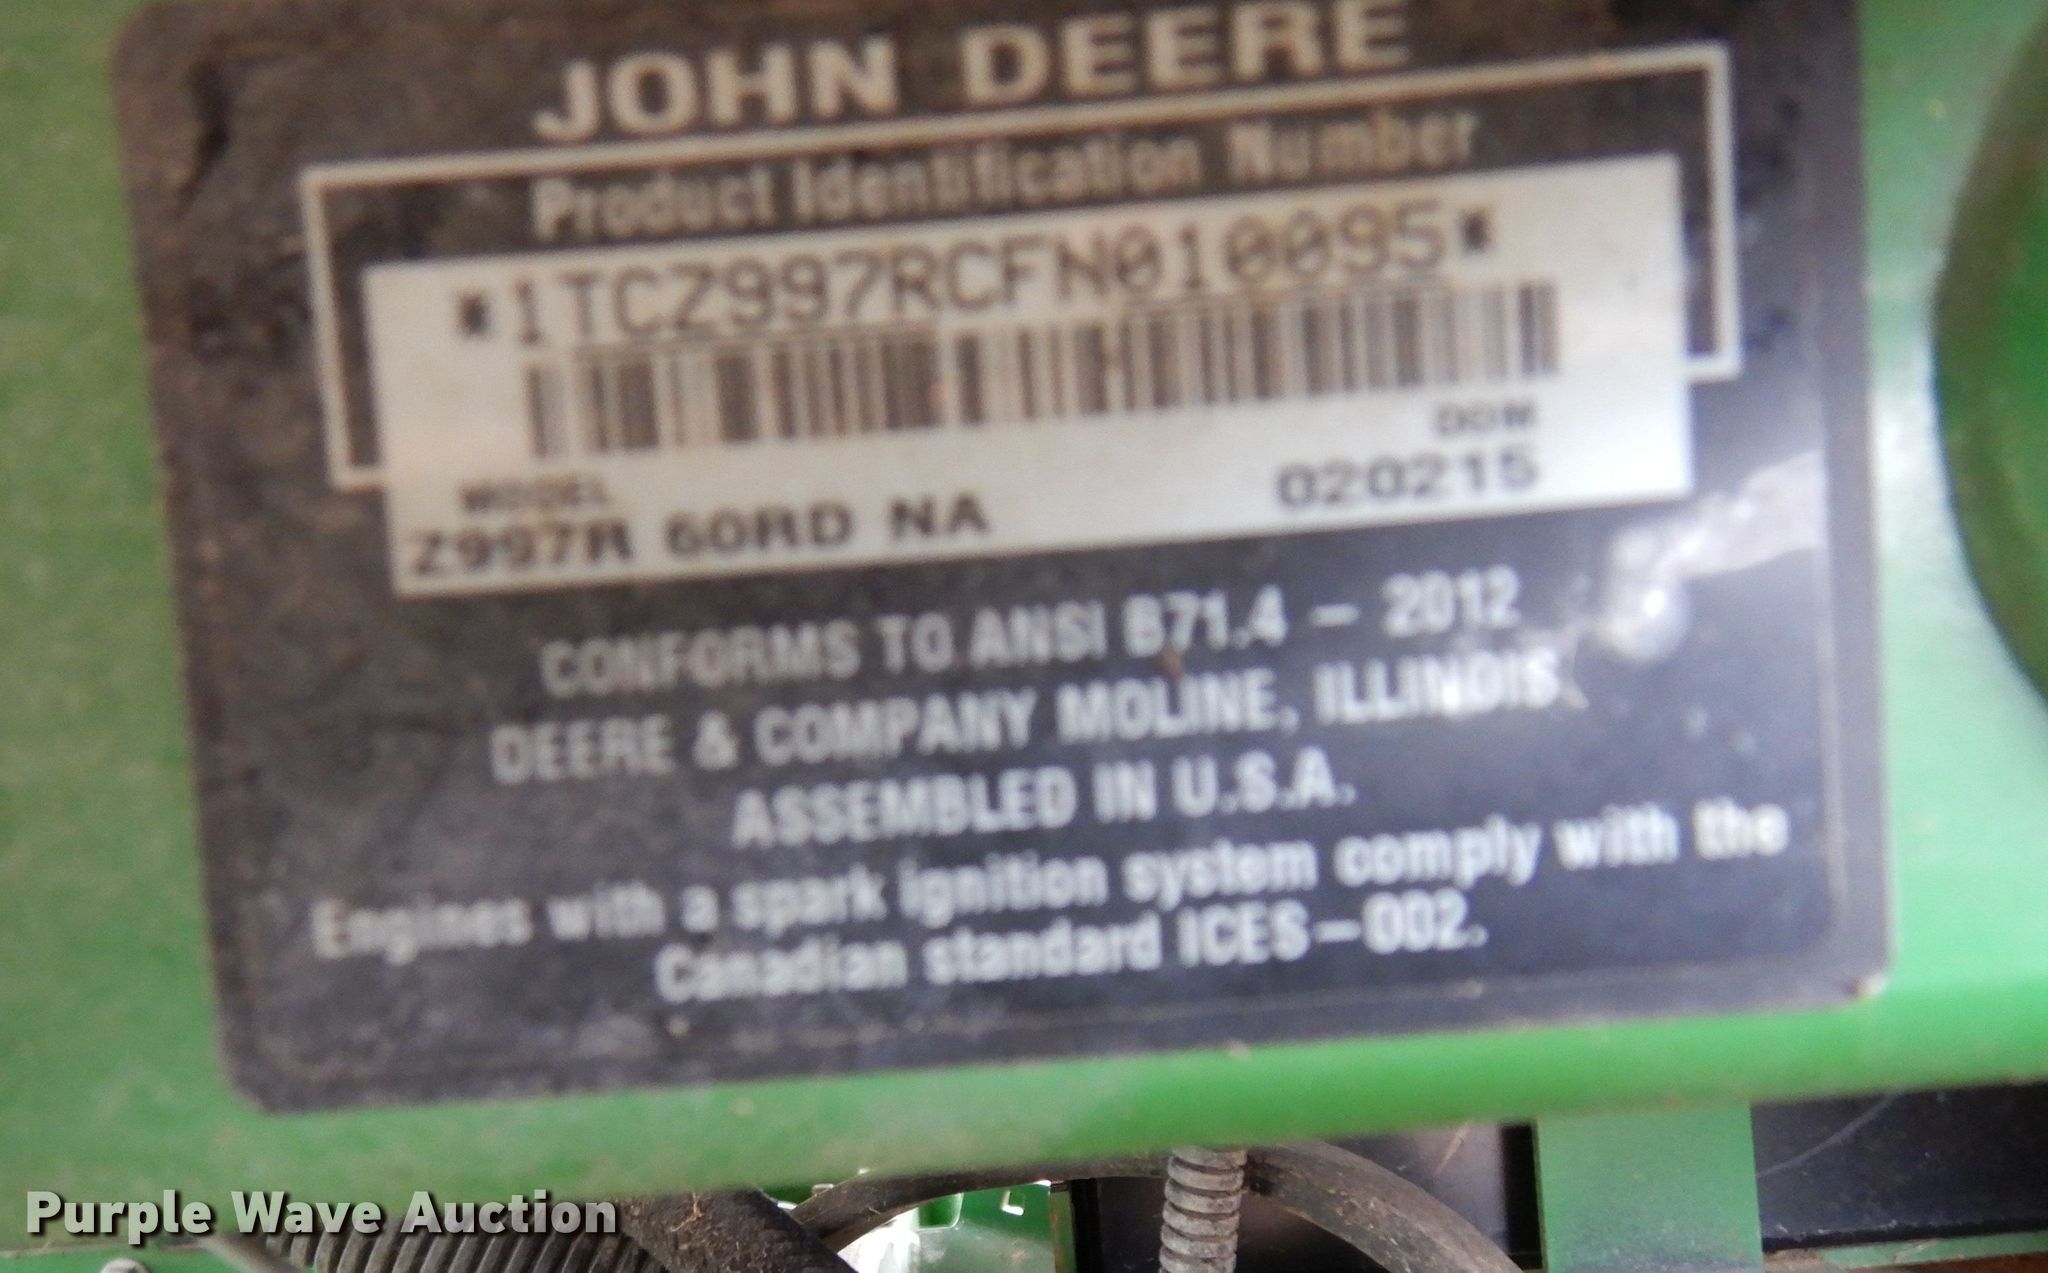 JOHN DEERE
Product Identification Number
*1TCZ997RCFN010095*
DOM
MODEL
020215
Z997R 60RD NA
CONFORMS TO ANSI B71.4 – 2012
DEERE & COMPANY MOLINE, ILLINOIS
ASSEMBLED IN U.S.A.
Engines with a spark ignition system comply with the
Canadian standard ICES–002.
Purple Wave Auction